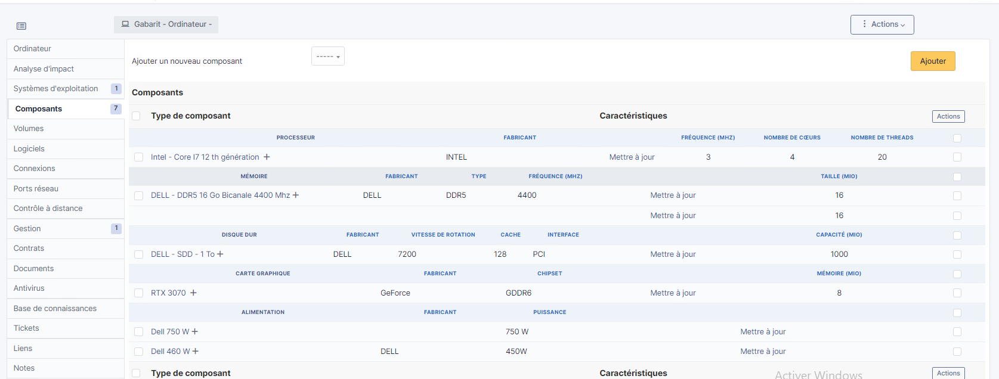 Gabarit - Ordinateur -
Actions
Ordinateur
Analyse d'impact
Systèmes d'exploitation 1
Composants 7
Volumes
Logiciels
Connexions
Ports réseau
Contrôle à distance
Gestion 1
Contrats
Documents
Antivirus
Base de connaissances
Tickets
Liens
Notes
Ajouter un nouveau composant ----- Ajouter
Composants
Type de composant Caractéristiques Actions
PROCESSEUR FABRICANT FRÉQUENCE (MHZ) NOMBRE DE CŒURS NOMBRE DE THREADS
Intel - Core I7 12 th génération + INTEL Mettre à jour 3 4 20
MÉMOIRE FABRICANT TYPE FRÉQUENCE (MHZ) TAILLE (MIO)
DELL - DDR5 16 Go Bicanale 4400 Mhz + DELL DDR5 4400 Mettre à jour 16
Mettre à jour 16
DISQUE DUR FABRICANT VITESSE DE ROTATION CACHE INTERFACE CAPACITÉ (MIO)
DELL - SDD - 1 To + DELL 7200 128 PCI Mettre à jour 1000
CARTE GRAPHIQUE FABRICANT CHIPSET MÉMOIRE (MIO)
RTX 3070 + GeForce GDDR6 Mettre à jour 8
ALIMENTATION FABRICANT PUISSANCE
Dell 750 W + 750 W Mettre à jour
Dell 460 W + DELL 450W Mettre à jour
Type de composant Caractéristiques Actions
Activer Windows